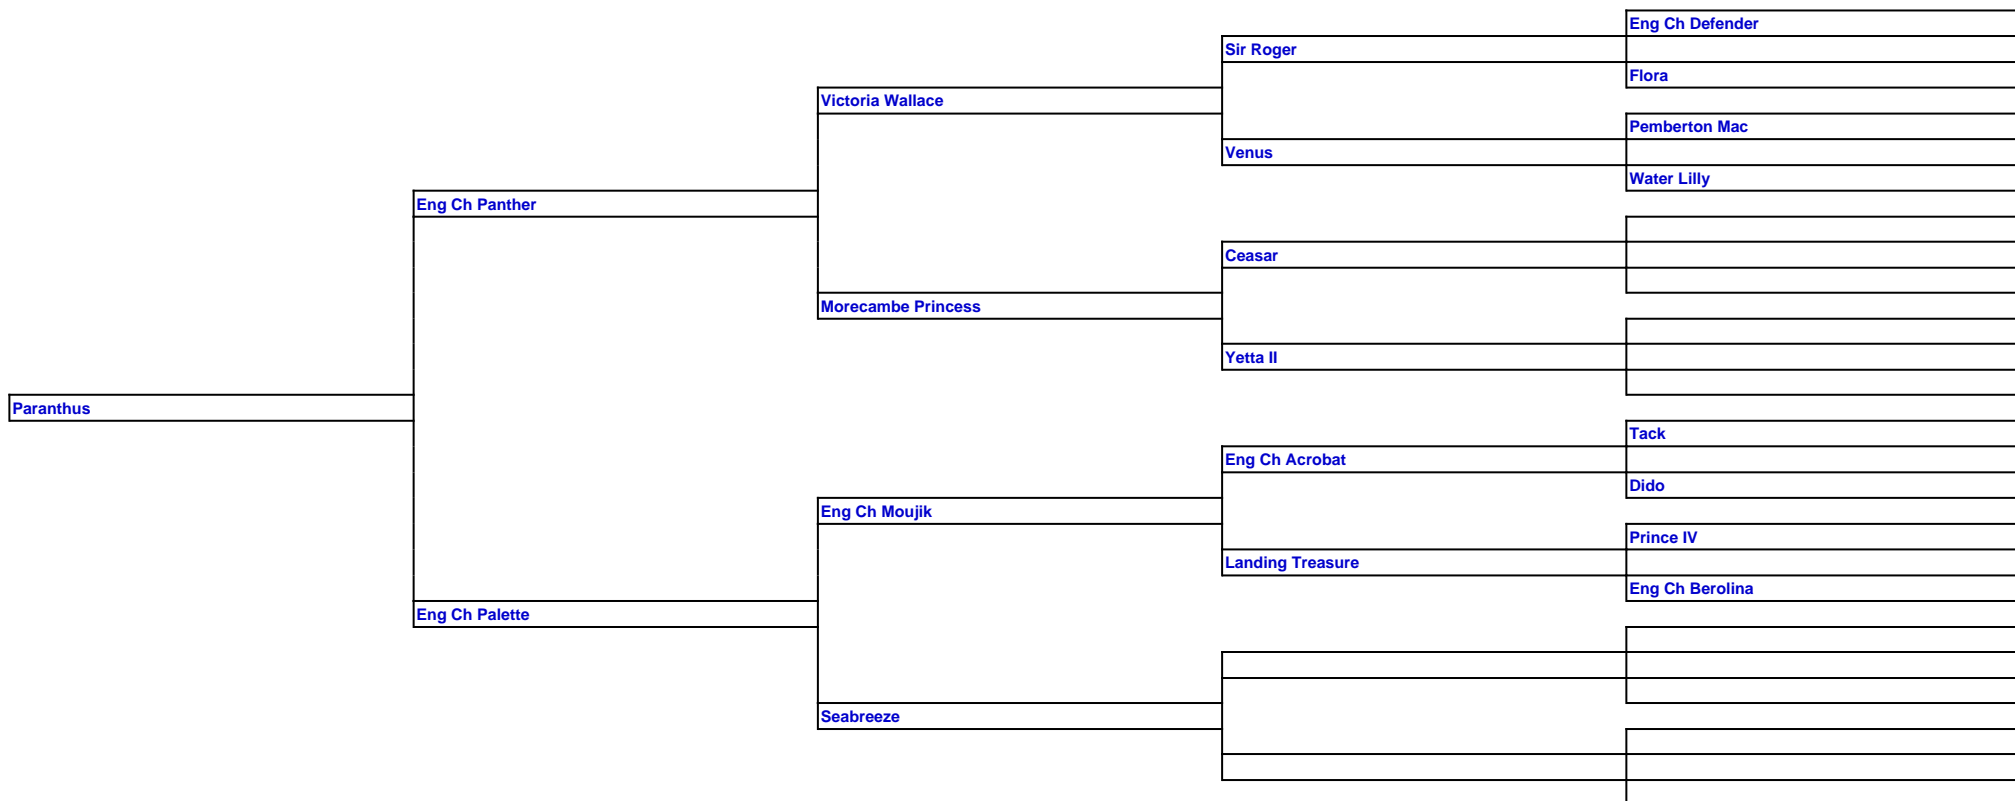 Eng Ch Defender
Sir Roger
Flora
Victoria Wallace
Pemberton Mac
Venus
Water Lilly
Eng Ch Panther
Ceasar
Morecambe Princess
Yetta II
Paranthus
Tack
Eng Ch Acrobat
Dido
Eng Ch Moujik
Prince IV
Landing Treasure
Eng Ch Berolina
Eng Ch Palette
Seabreeze